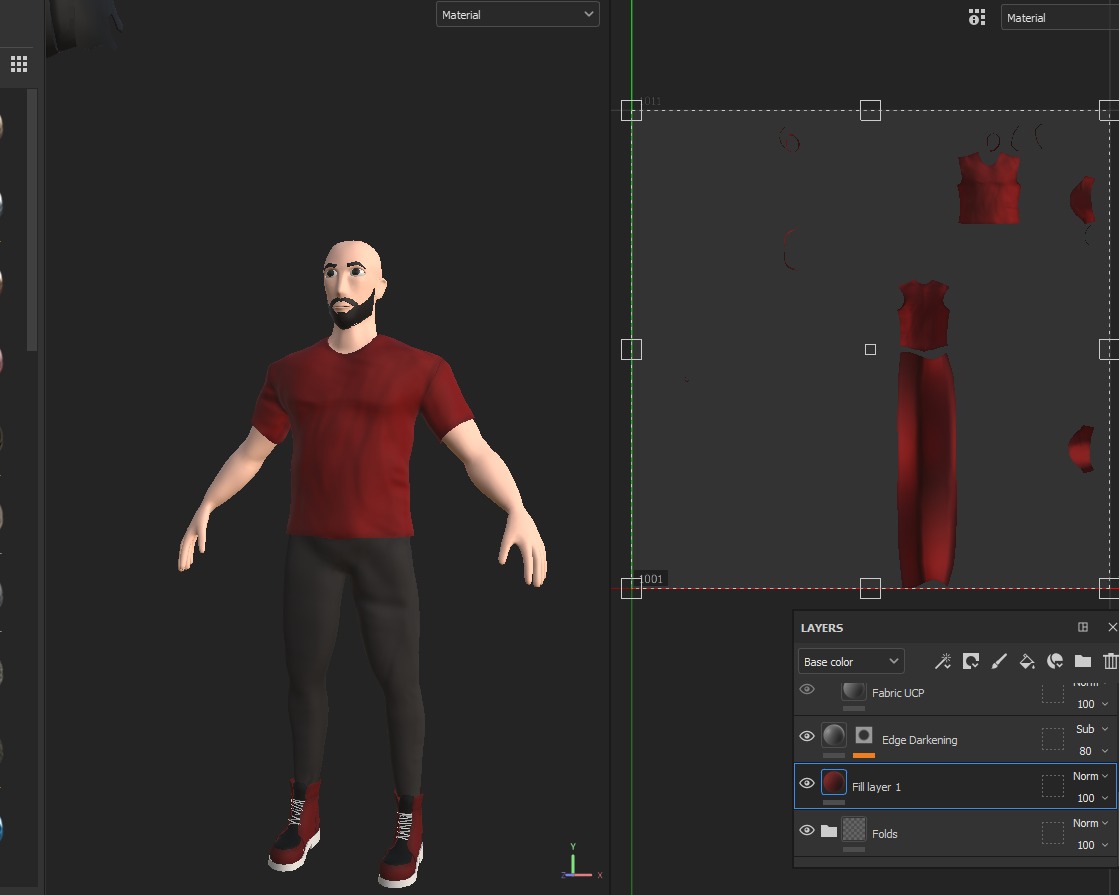 Material
Material
1011
1001
LAYERS
Base color
Norm
Fabric UCP
100
Sub
Edge Darkening
80
Norm
Fill layer 1
100
Norm
Folds
100
Y
Z
X